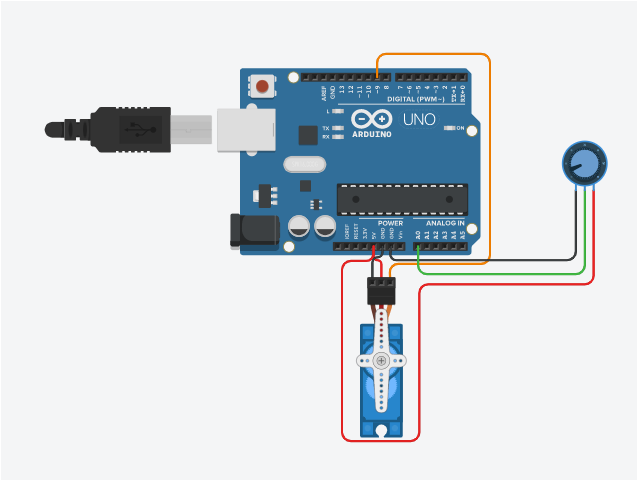 AREF
GND
13
12
~11
~10
~9
8
7
~6
~5
4
~3
2
TX→1
RX←0
DIGITAL (PWM~)
L
TX
RX
UNO
ARDUINO
ON
POWER
ANALOG IN
IOREF
RESET
3.3V
5V
GND
GND
Vin
A0
A1
A2
A3
A4
A5